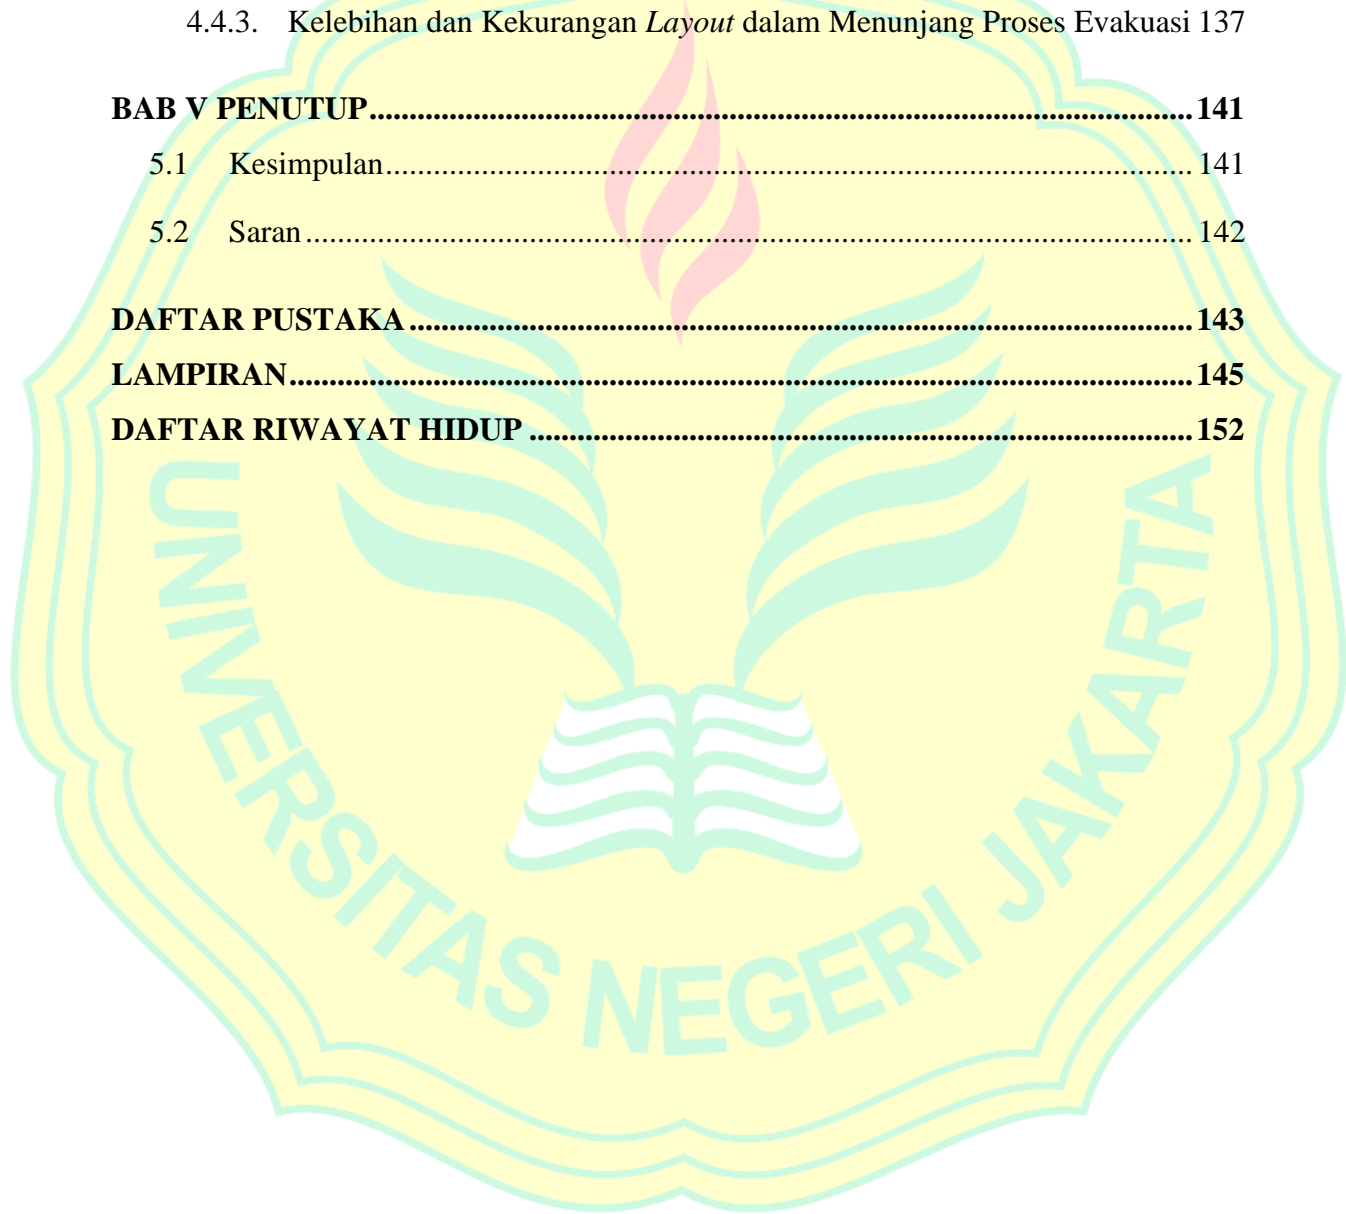 4.4.3. Kelebihan dan Kekurangan Layout dalam Menunjang Proses Evakuasi 137
BAB V PENUTUP........................................................................................................ 141
5.1 Kesimpulan...................................................................................................... 141
5.2 Saran ................................................................................................................ 142
DAFTAR PUSTAKA ................................................................................................... 143
LAMPIRAN.................................................................................................................. 145
DAFTAR RIWAYAT HIDUP .................................................................................... 152
UNIVERSITAS NEGERI JAKARTA